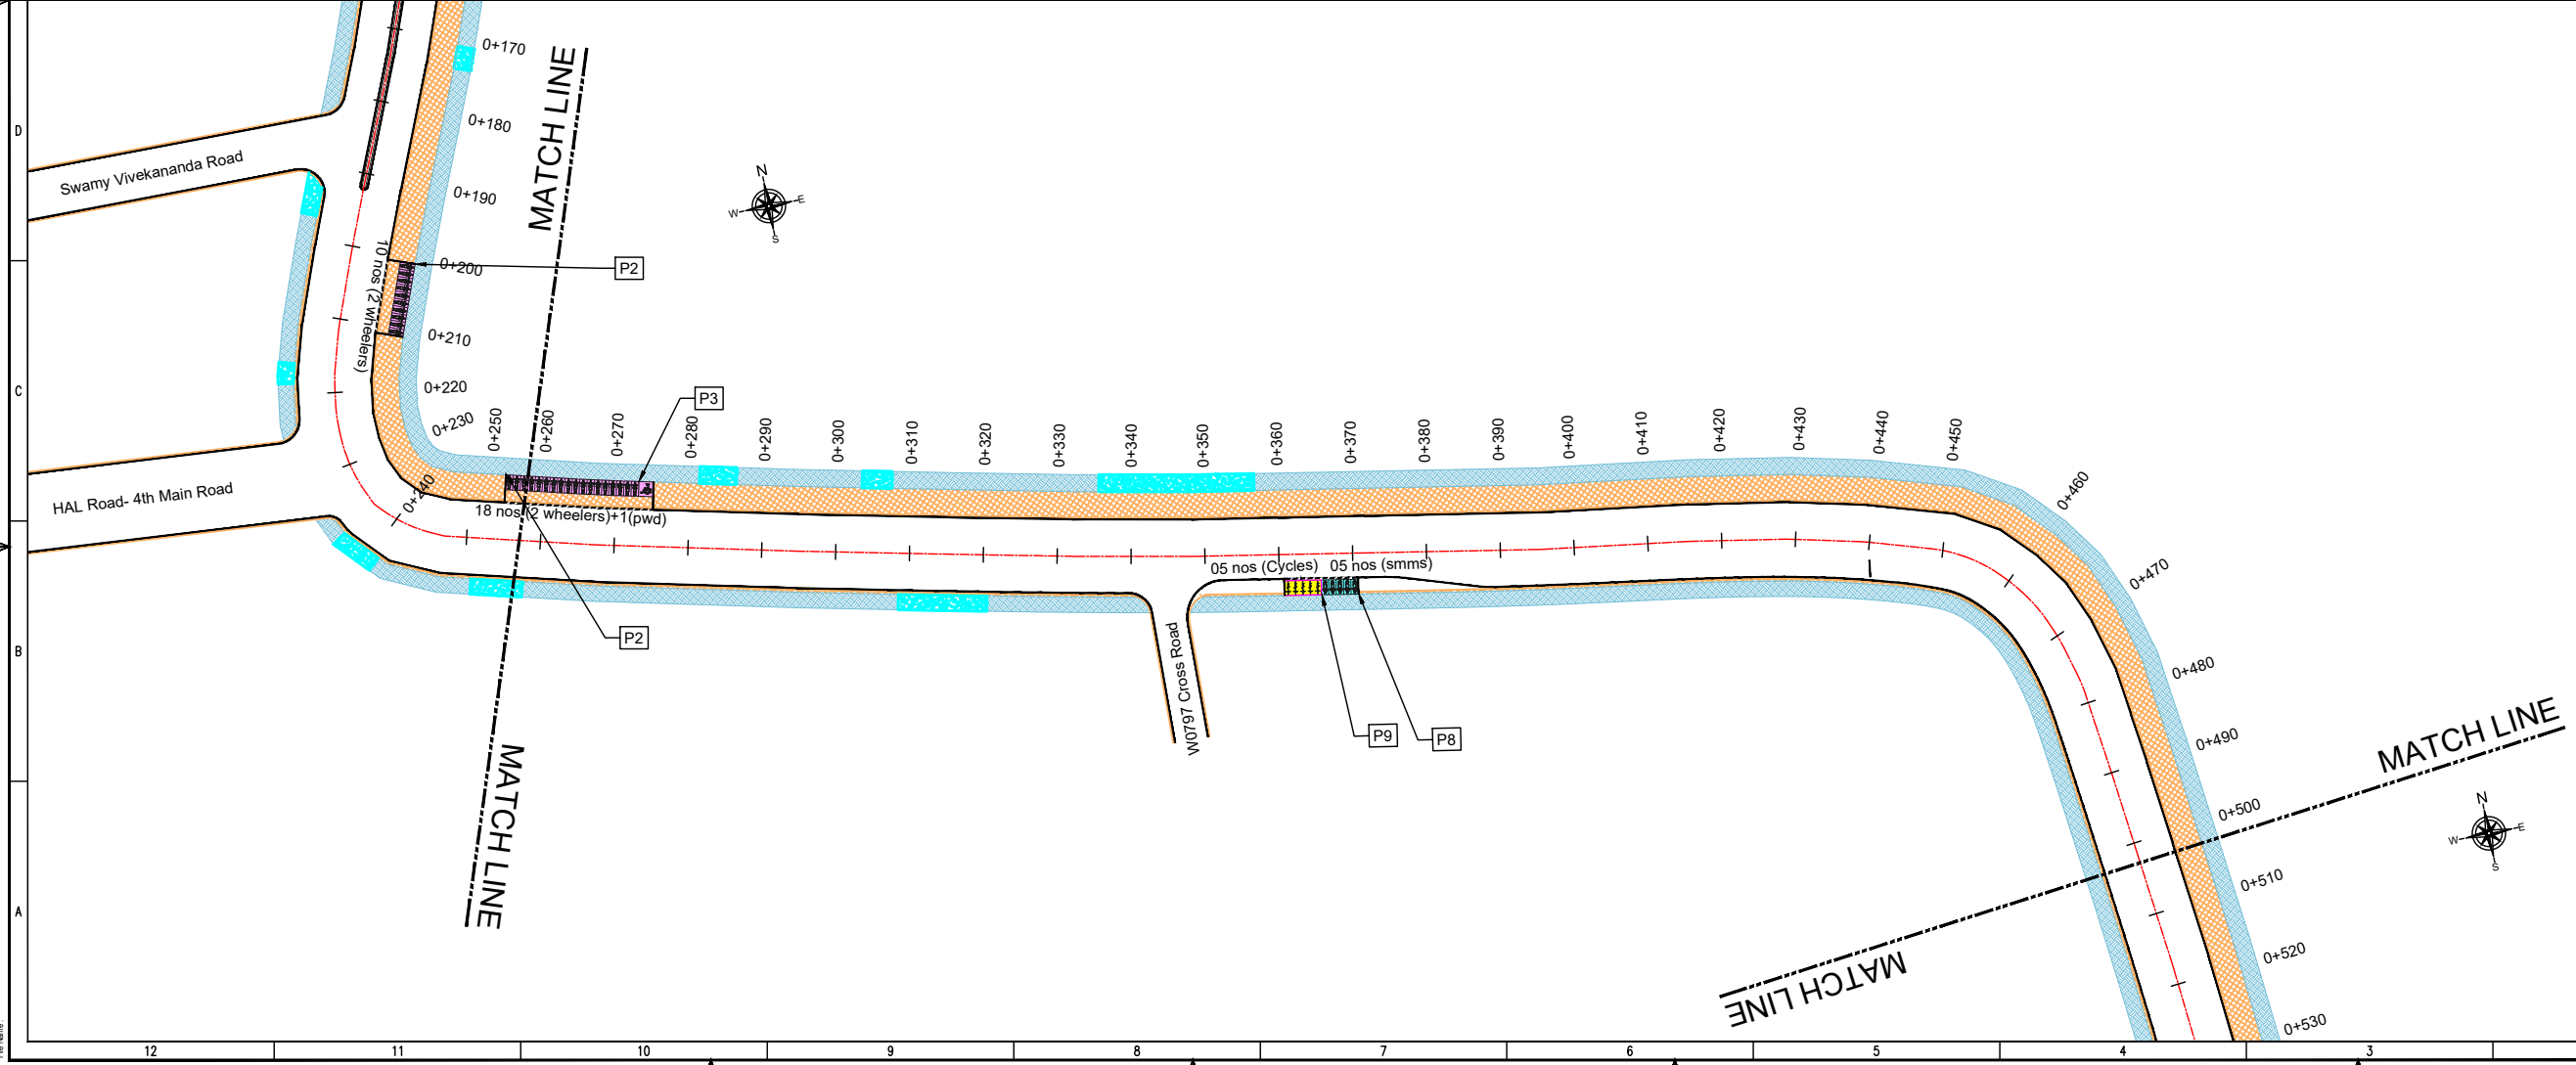 0+170
0+180
0+190
0+200
0+210
0+220
0+230
0+240
0+250
0+260
0+270
0+280
0+290
0+300
0+310
0+320
0+330
0+340
0+350
0+360
0+370
0+380
0+390
0+400
0+410
0+420
0+430
0+440
0+450
0+460
0+470
0+480
0+490
0+500
0+510
0+520
0+530
MATCH LINE
MATCH LINE
MATCH LINE
MATCH LINE
Swamy Vivekananda Road
HAL Road- 4th Main Road
W0797 Cross Road
10 nos (2 wheelers)
18 nos (2 wheelers)+1(pwd)
05 nos (Cycles)
05 nos (smms)
P2
P3
P2
P9
P8
N
W
E
S
N
W
E
S
D
C
B
A
12
11
10
9
8
7
6
5
4
3